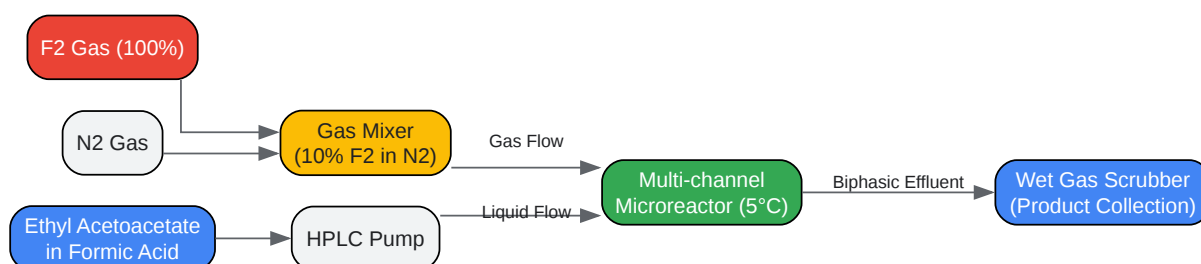 F2 Gas (100%)
N2 Gas
Gas Mixer
(10% F2 in N2)
Gas Flow
Ethyl Acetoacetate
in Formic Acid
HPLC Pump
Liquid Flow
Multi-channel
Microreactor (5°C)
Biphasic Effluent
Wet Gas Scrubber
(Product Collection)